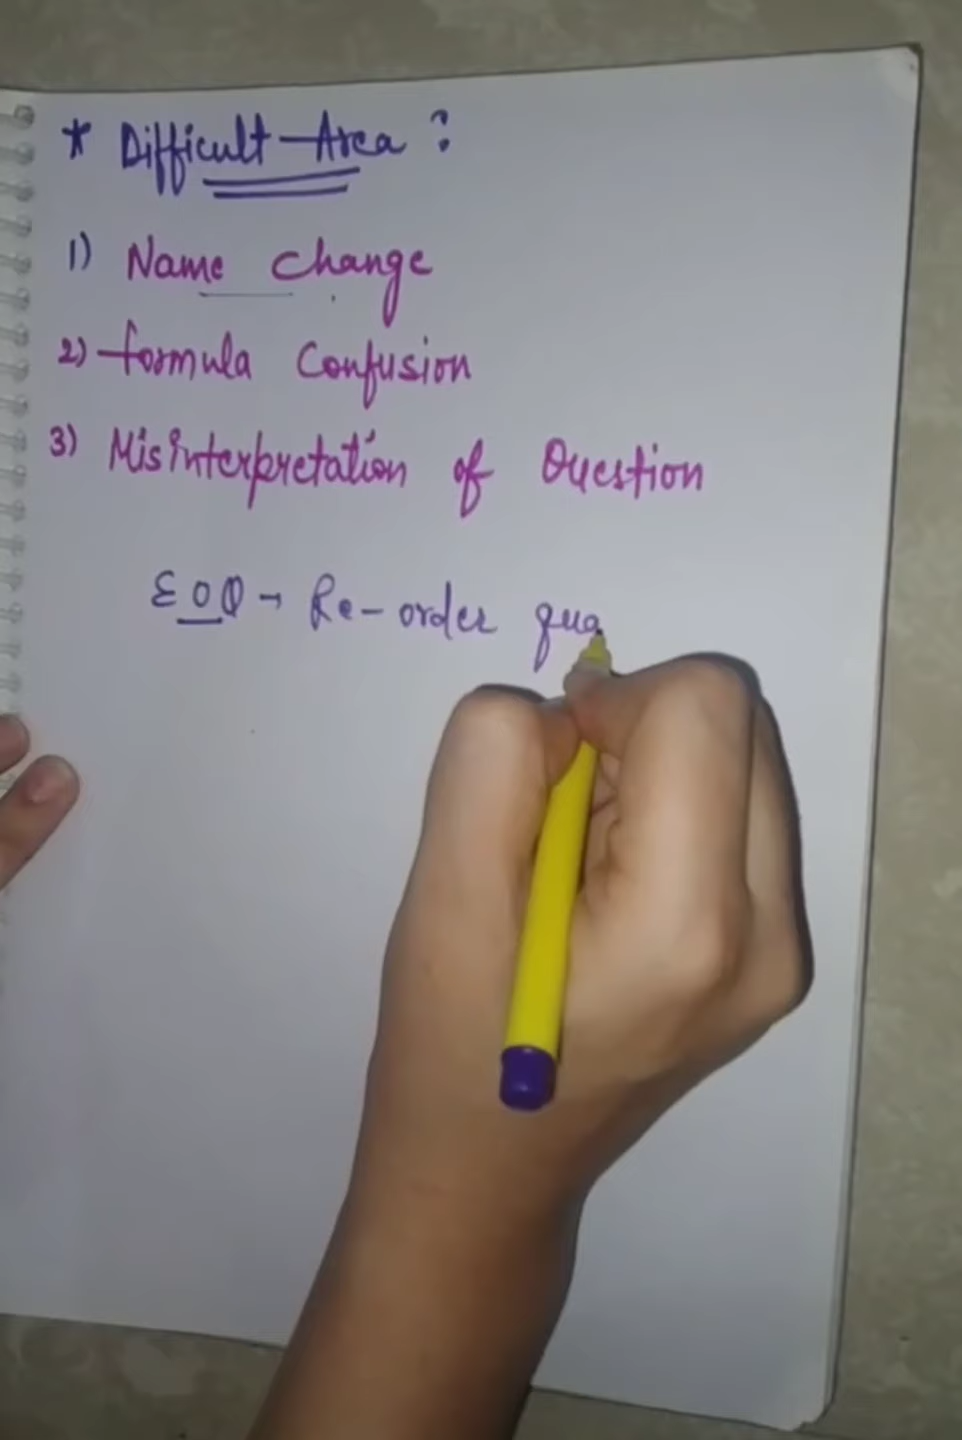 * Difficult Area :
1) Name change
2) formula Confusion
3) Misinterpretation of Question
EOQ → Re-order qua